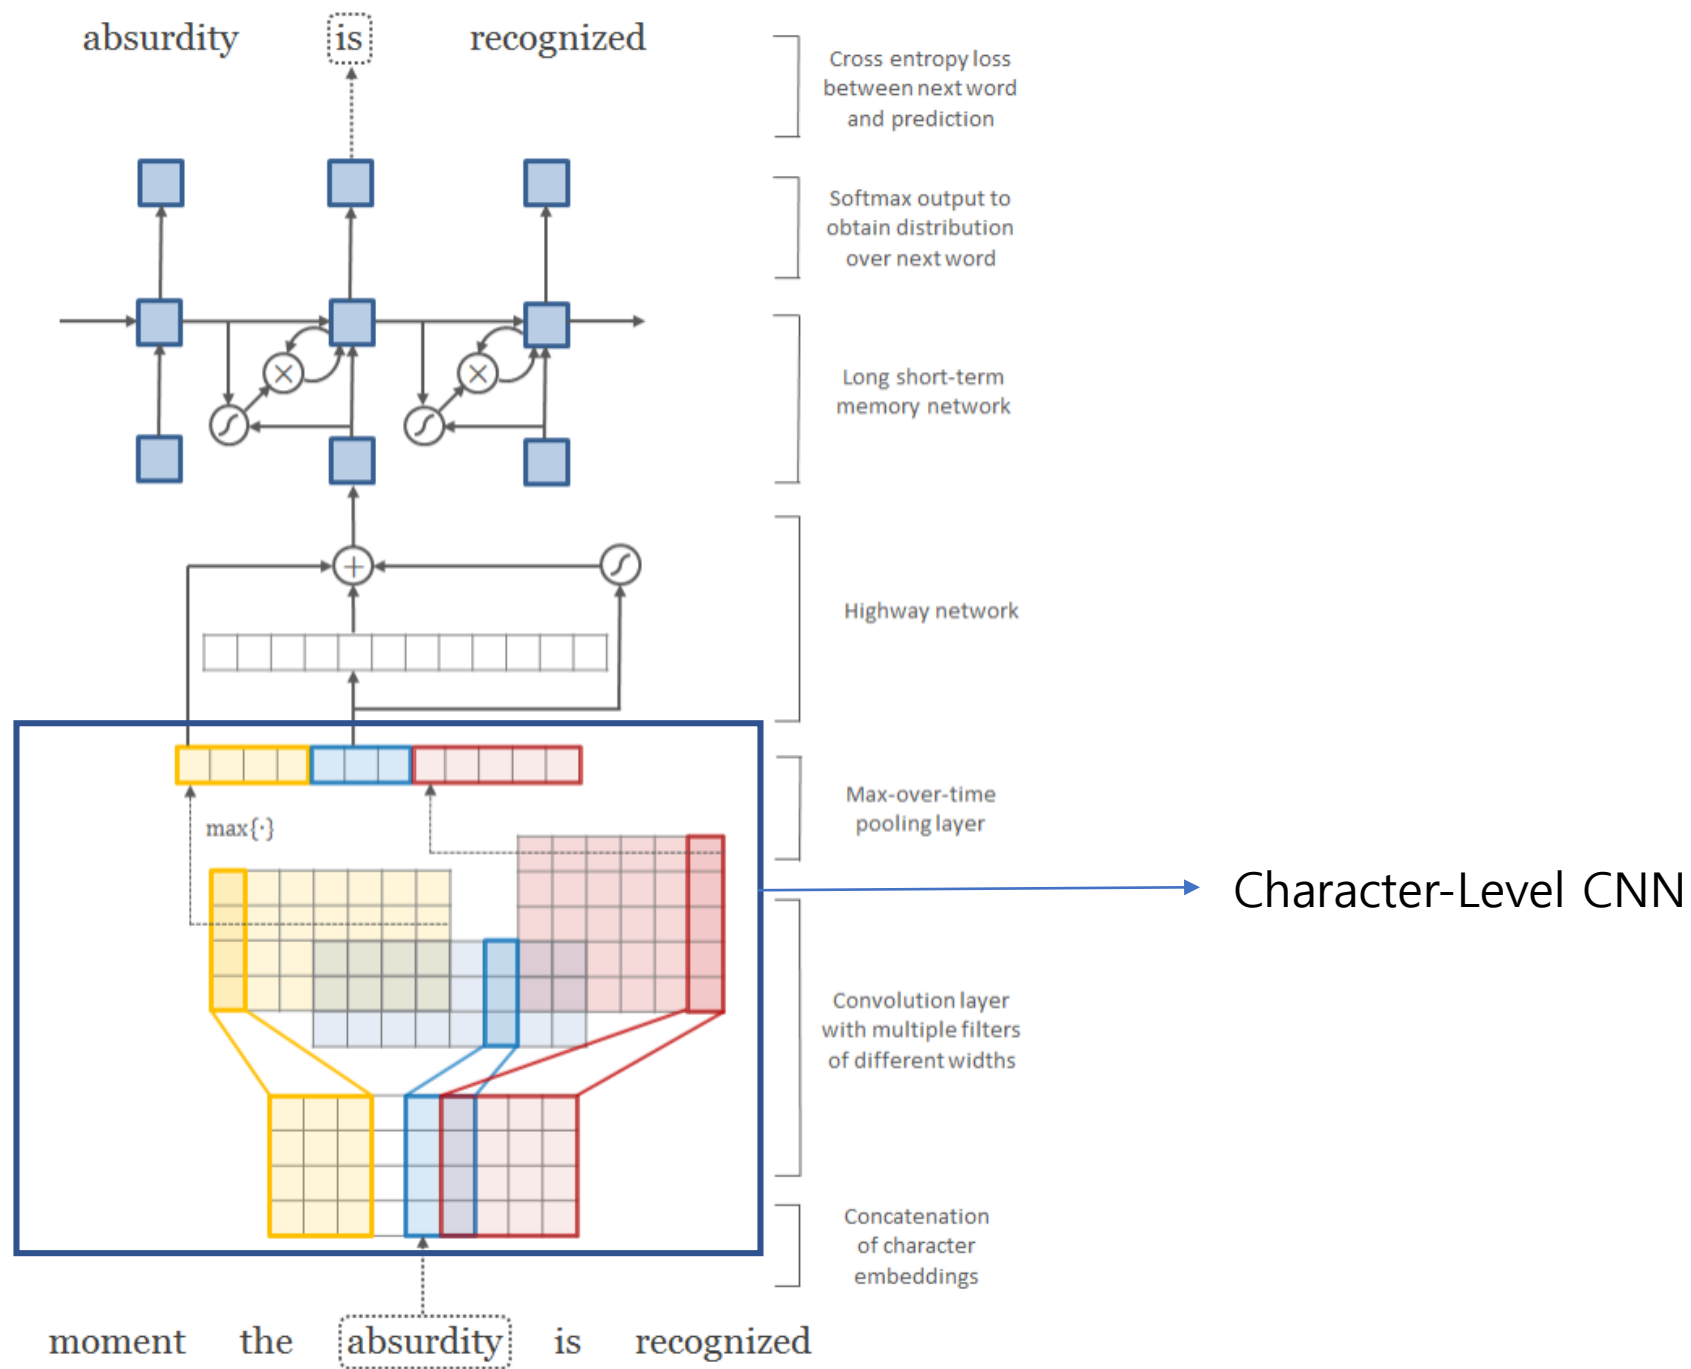 absurdity is recognized
Cross entropy loss
between next word
and prediction
Softmax output to
obtain distribution
over next word
Long short-term
memory network
Highway network
max{·}
Max-over-time
pooling layer
Character-Level CNN
Convolution layer
with multiple filters
of different widths
Concatenation
of character
embeddings
moment the absurdity is recognized